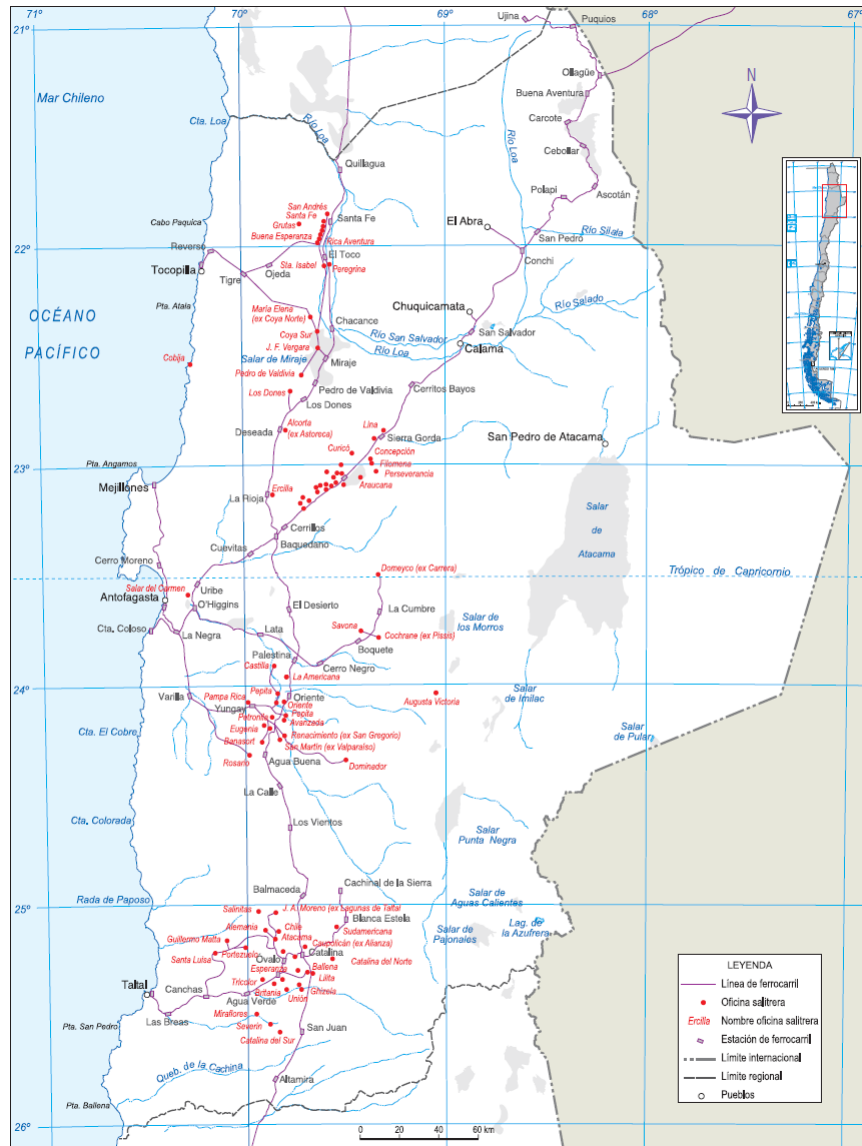 71°
70°
69°
68°
67°
Ujina
Puquios
21°
Ollagüe
N
Mar Chileno
Buena Aventura
Cta. Loa
Río Loa
Río Loa
Carcote
Cebollar
Quillagua
Polapi
Ascotán
San Andrés
Santa Fe
Santa Fe
Cabo Paquica
Grutas
El Abra
Buena Esperanza
Rica Aventura
San Pedro
Río Silala
22°
Reverso
El Toco
Conchi
Tocopilla
Ojeda
Sta. Isabel
Peregrina
Tigre
Pta. Atala
María Elena
(ex Coya Norte)
Chuquicamata
Río Salado
OCÉANO
PACÍFICO
Chacance
Río San Salvador
San Salvador
Coya Sur
J. F. Vergara
Río Loa
Calama
Cobija
Salar de Miraje
Miraje
Pedro de Valdivia
Pedro de Valdivia
Cerritos Bayos
Los Dones
Los Dones
Deseada
Alcorta
(ex Astoreca)
Lina
Sierra Gorda
San Pedro de Atacama
Curicó
Concepción
23°
Pta. Angamos
Filomena
Perseverancia
Mejillones
Ercilla
Araucana
La Rioja
Salar
de
Atacama
Cerrillos
Cuevitas
Baquedano
Cerro Moreno
Domeyco (ex Carrera)
Trópico de Capricornio
Salar del Carmen
Uribe
Antofagasta
O'Higgins
El Desierto
La Cumbre
Salar de
los Morros
Cta. Coloso
La Negra
Lata
Savona
Cochrane (ex Pissis)
Boquete
Palestina
Castilla
Cerro Negro
La Americana
24°
Varilla
Pampa Rica
Pepita
Oriente
Augusta Victoria
Salar
de Imilac
Yungay
Oriente
Pepita
Petronila
Avanzada
Cta. El Cobre
Eugenia
Renacimiento (ex San Gregorio)
Salar
de Pular
Banasort
San Martín (ex Valparaíso)
Rosario
Agua Buena
Dominador
La Calle
Cta. Colorada
Los Vientos
Salar
Punta Negra
Balmaceda
Cachinal de la Sierra
Rada de Paposo
Salar de
Aguas Calientes
25°
Salinitas
J. A. Moreno (ex Lagunas de Taltal
Blanca Estela
Lag. de
la Azufrera
Alemania
Chile
Sudamericana
Salar de
Pajonales
Guillermo Matta
Atacama
Caupolicán (ex Alianza)
Portezuelo
Catalina
Santa Luisa
Ovalo
Catalina del Norte
Esperanza
Ballena
Taltal
Canchas
Tricolor
Lilita
Britania
Ghizela
Agua Verde
Unión
Las Breas
Miraflores
Pta. San Pedro
Severin
San Juan
Catalina del Sur
Queb. de la Cachina
Altamira
Pta. Ballena
26°
0 20 40 60 km
LEYENDA
Línea de ferrocarril
Oficina salitrera
Ercilla Nombre oficina salitrera
Estación de ferrocarril
Límite internacional
Límite regional
Pueblos